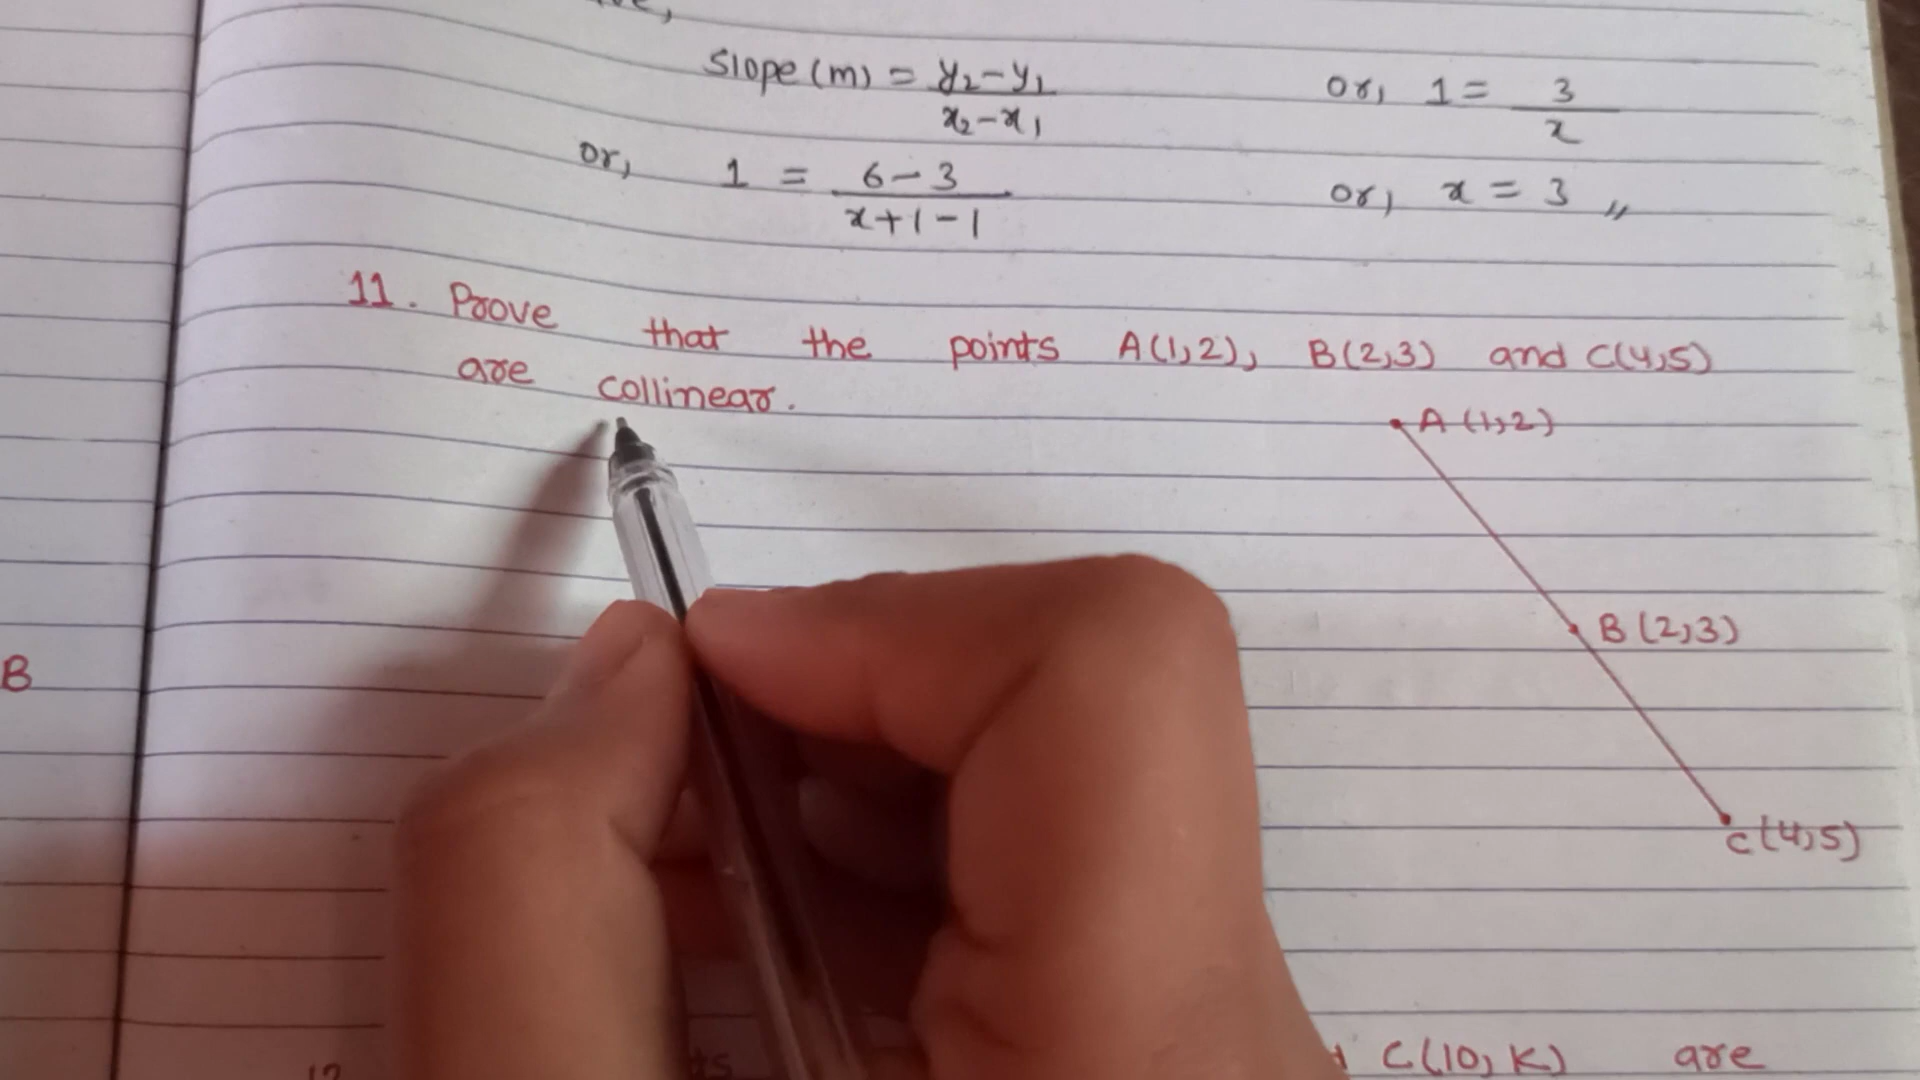 Slope (m) = y₂-y₁ / x₂-x₁
or, 1 = 3 / x
or, 1 = 6-3 / x+1-1
or, x = 3 „
11. Prove that the points A(1,2), B(2,3) and C(4,5)
are collinear.
A (1,2)
B (2,3)
B
C(4,5)
C(10, K) are